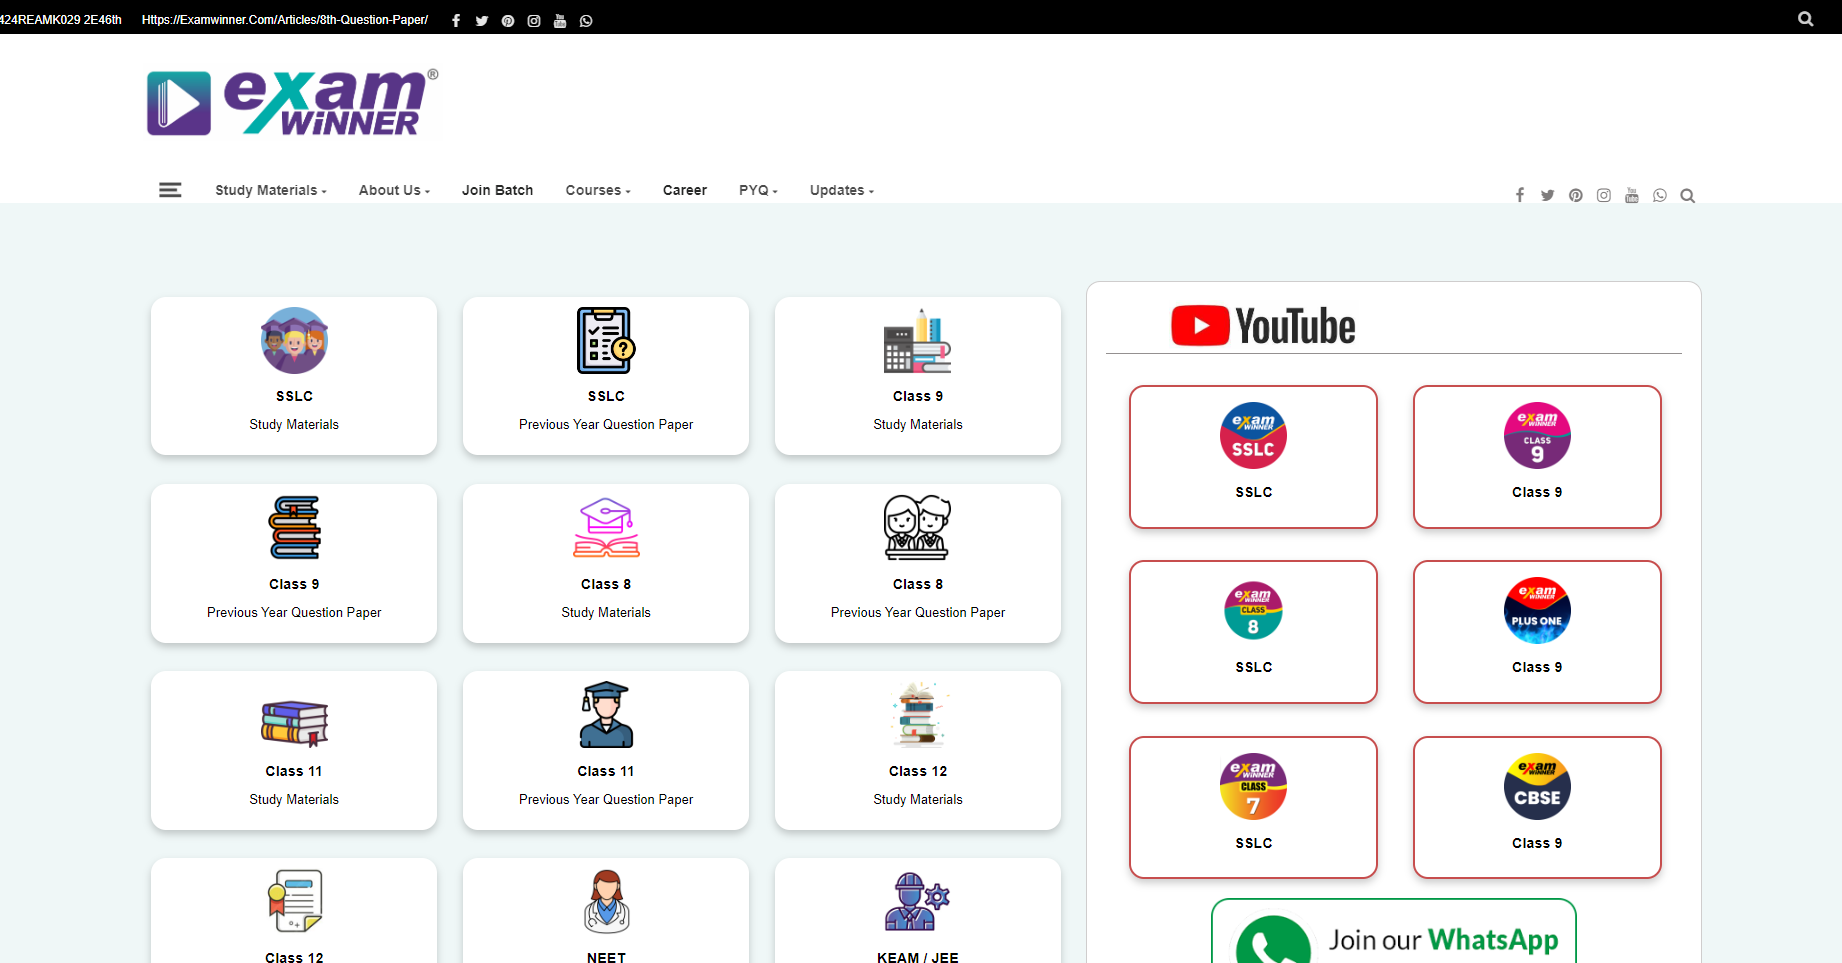 424REAMK029 2E46th Https://Examwinner.Com/Articles/8th-Question-Paper/
exam®
WiNNER
Study Materials About Us Join Batch Courses Career PYQ Updates
SSLC
Study Materials
SSLC
Previous Year Question Paper
Class 9
Study Materials
Class 9
Previous Year Question Paper
Class 8
Study Materials
Class 8
Previous Year Question Paper
Class 11
Study Materials
Class 11
Previous Year Question Paper
Class 12
Study Materials
Class 12
NEET
KEAM / JEE
YouTube
exam
WiNNER
SSLC
SSLC
exam
WiNNER
CLASS
9
Class 9
exam
WiNNER
CLASS
8
SSLC
exam
WiNNER
PLUS ONE
Class 9
exam
WiNNER
CLASS
7
SSLC
exam
WiNNER
CBSE
Class 9
Join our WhatsApp